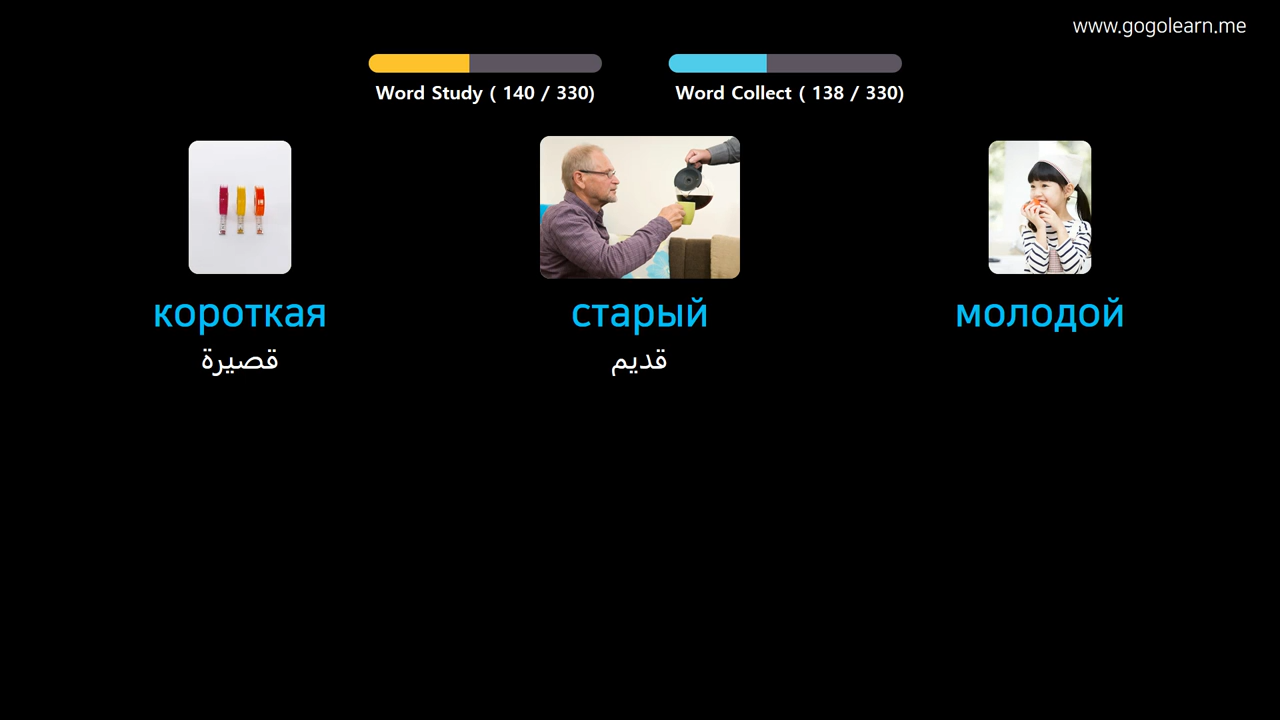 www.gogolearn.me
Word Study ( 140 / 330)
Word Collect ( 138 / 330)
короткая
старый
молодой
قصيرة
قديم